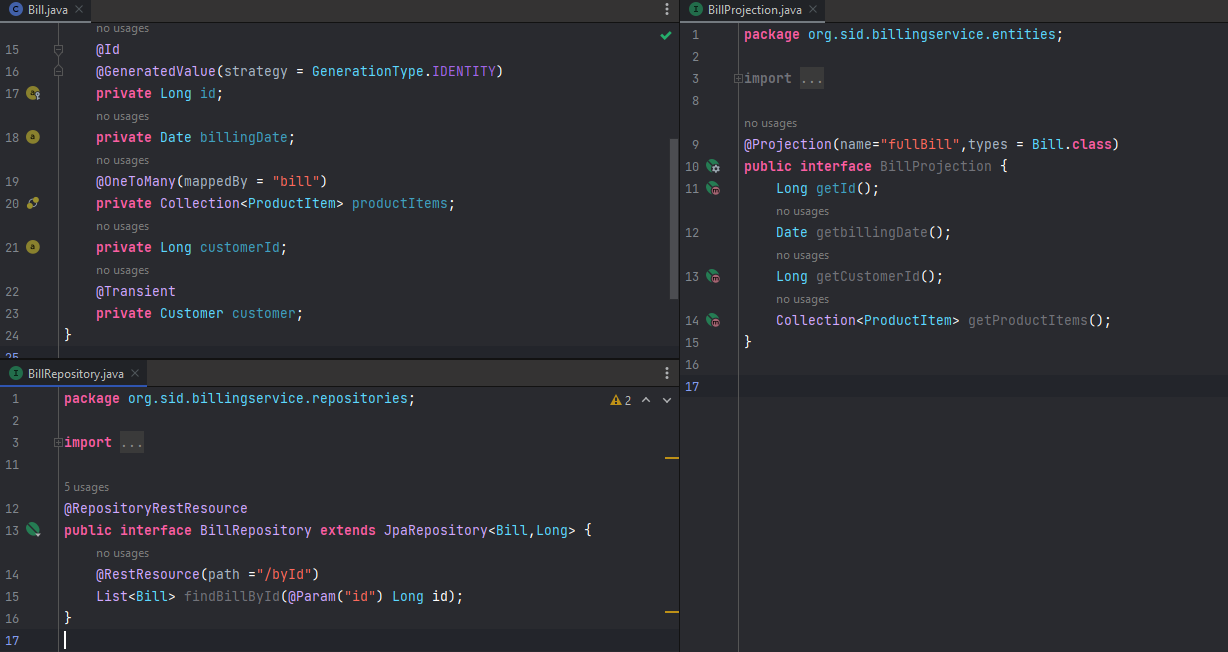 Bill.java
no usages
15 @Id
16 @GeneratedValue(strategy = GenerationType.IDENTITY)
17 private Long id;
no usages
18 private Date billingDate;
no usages
19 @OneToMany(mappedBy = "bill")
20 private Collection<ProductItem> productItems;
no usages
21 private Long customerId;
no usages
22 @Transient
23 private Customer customer;
24 }
25
BillRepository.java
1 package org.sid.billingservice.repositories;
2
2
3 import ...
11
5 usages
12 @RepositoryRestResource
13 public interface BillRepository extends JpaRepository<Bill,Long> {
no usages
14 @RestResource(path ="/byId")
15 List<Bill> findBillById(@Param("id") Long id);
16 }
17
BillProjection.java
1 package org.sid.billingservice.entities;
2
3 import ...
8
no usages
9 @Projection(name="fullBill",types = Bill.class)
10 public interface BillProjection {
11 Long getId();
no usages
12 Date getbillingDate();
no usages
13 Long getCustomerId();
no usages
14 Collection<ProductItem> getProductItems();
15 }
16
17